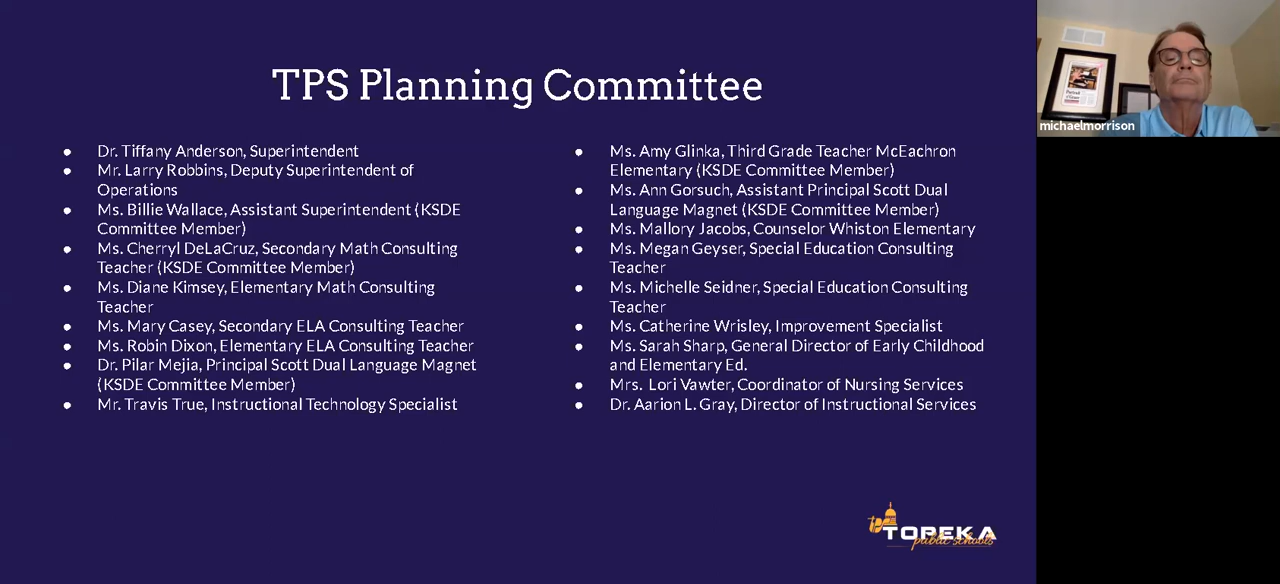 TPS Planning Committee
● Dr. Tiffany Anderson, Superintendent
● Mr. Larry Robbins, Deputy Superintendent of
Operations
● Ms. Billie Wallace, Assistant Superintendent (KSDE
Committee Member)
● Ms. Cherryl DeLaCruz, Secondary Math Consulting
Teacher (KSDE Committee Member)
● Ms. Diane Kimsey, Elementary Math Consulting
Teacher
● Ms. Mary Casey, Secondary ELA Consulting Teacher
● Ms. Robin Dixon, Elementary ELA Consulting Teacher
● Dr. Pilar Mejia, Principal Scott Dual Language Magnet
(KSDE Committee Member)
● Mr. Travis True, Instructional Technology Specialist
● Ms. Amy Glinka, Third Grade Teacher McEachron
Elementary (KSDE Committee Member)
● Ms. Ann Gorsuch, Assistant Principal Scott Dual
Language Magnet (KSDE Committee Member)
● Ms. Mallory Jacobs, Counselor Whiston Elementary
● Ms. Megan Geyser, Special Education Consulting
Teacher
● Ms. Michelle Seidner, Special Education Consulting
Teacher
● Ms. Catherine Wrisley, Improvement Specialist
● Ms. Sarah Sharp, General Director of Early Childhood
and Elementary Ed.
● Mrs. Lori Vawter, Coordinator of Nursing Services
● Dr. Aarion L. Gray, Director of Instructional Services
TOPEKA
public schools
michaelmorrison